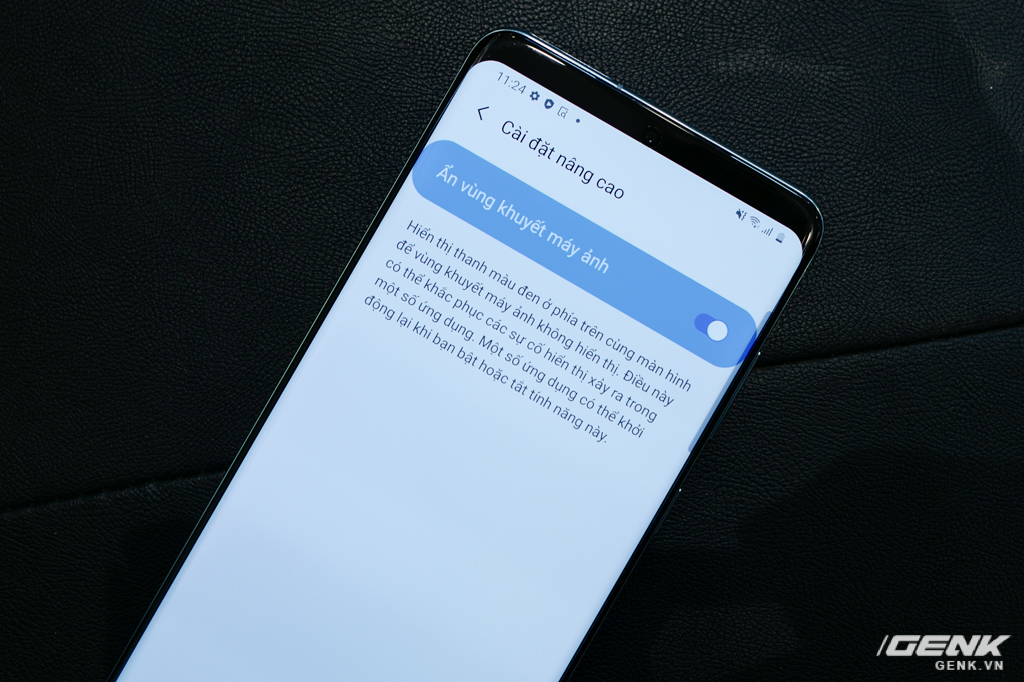 11:24
Cài đặt nâng cao
Ẩn vùng khuyết máy ảnh
Hiển thị thanh màu đen ở phía trên cùng màn hình
để vùng khuyết máy ảnh không hiển thị. Điều này
có thể khắc phục các sự cố hiển thị xảy ra trong
một số ứng dụng. Một số ứng dụng có thể khởi
động lại khi bạn bật hoặc tắt tính năng này.
GENK
GENK.VN